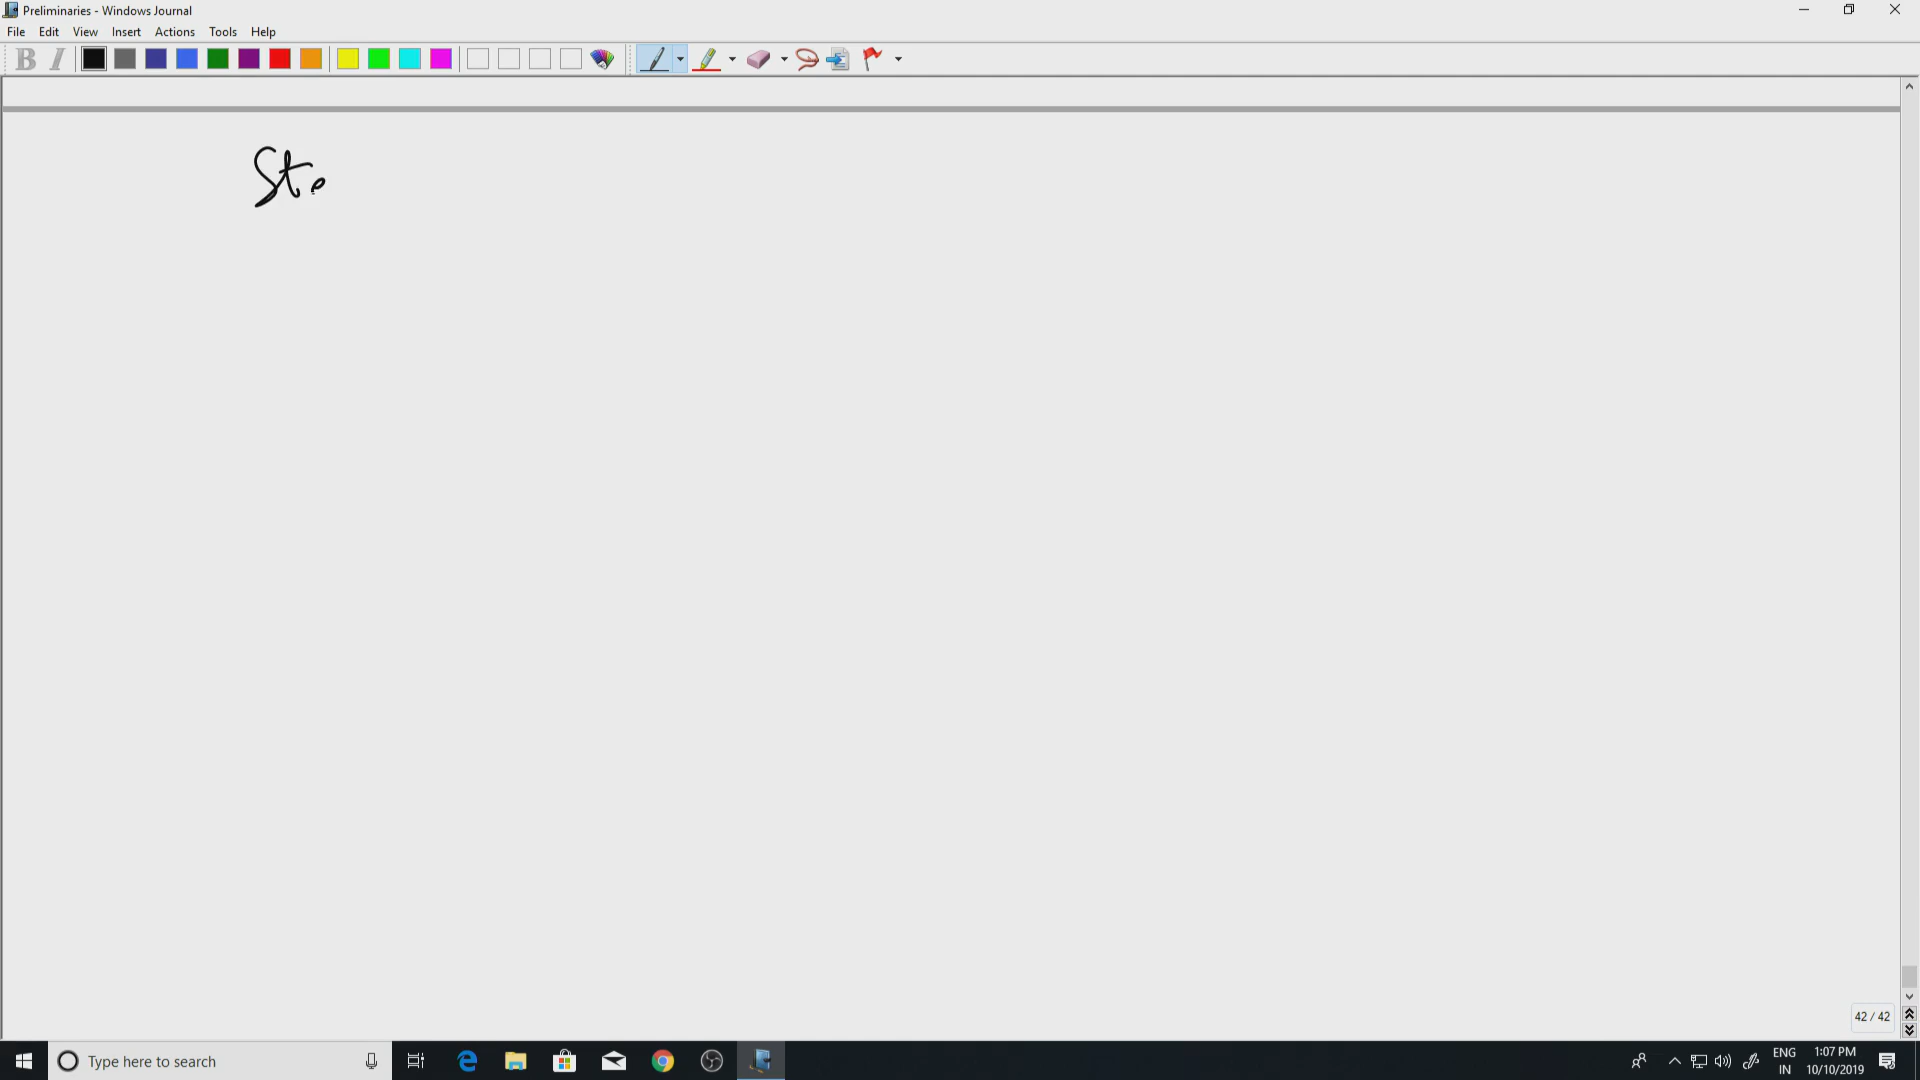 Preliminaries - Windows Journal
File Edit View Insert Actions Tools Help
B I
Ste
42 / 42
Type here to search
ENG 1:07 PM
IN 10/10/2019